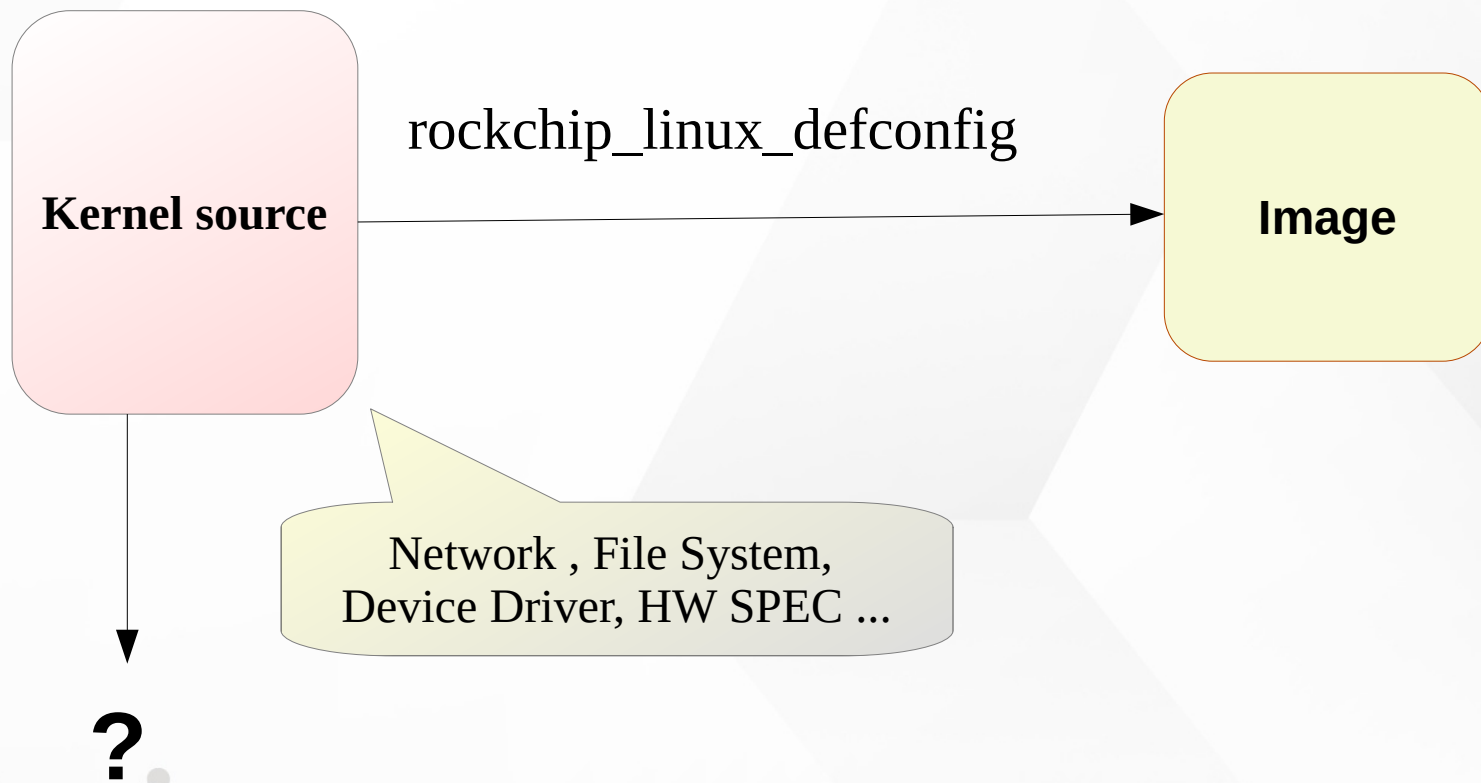 rockchip_linux_defconfig
Kernel source
Image
Network , File System,
Device Driver, HW SPEC ...
?